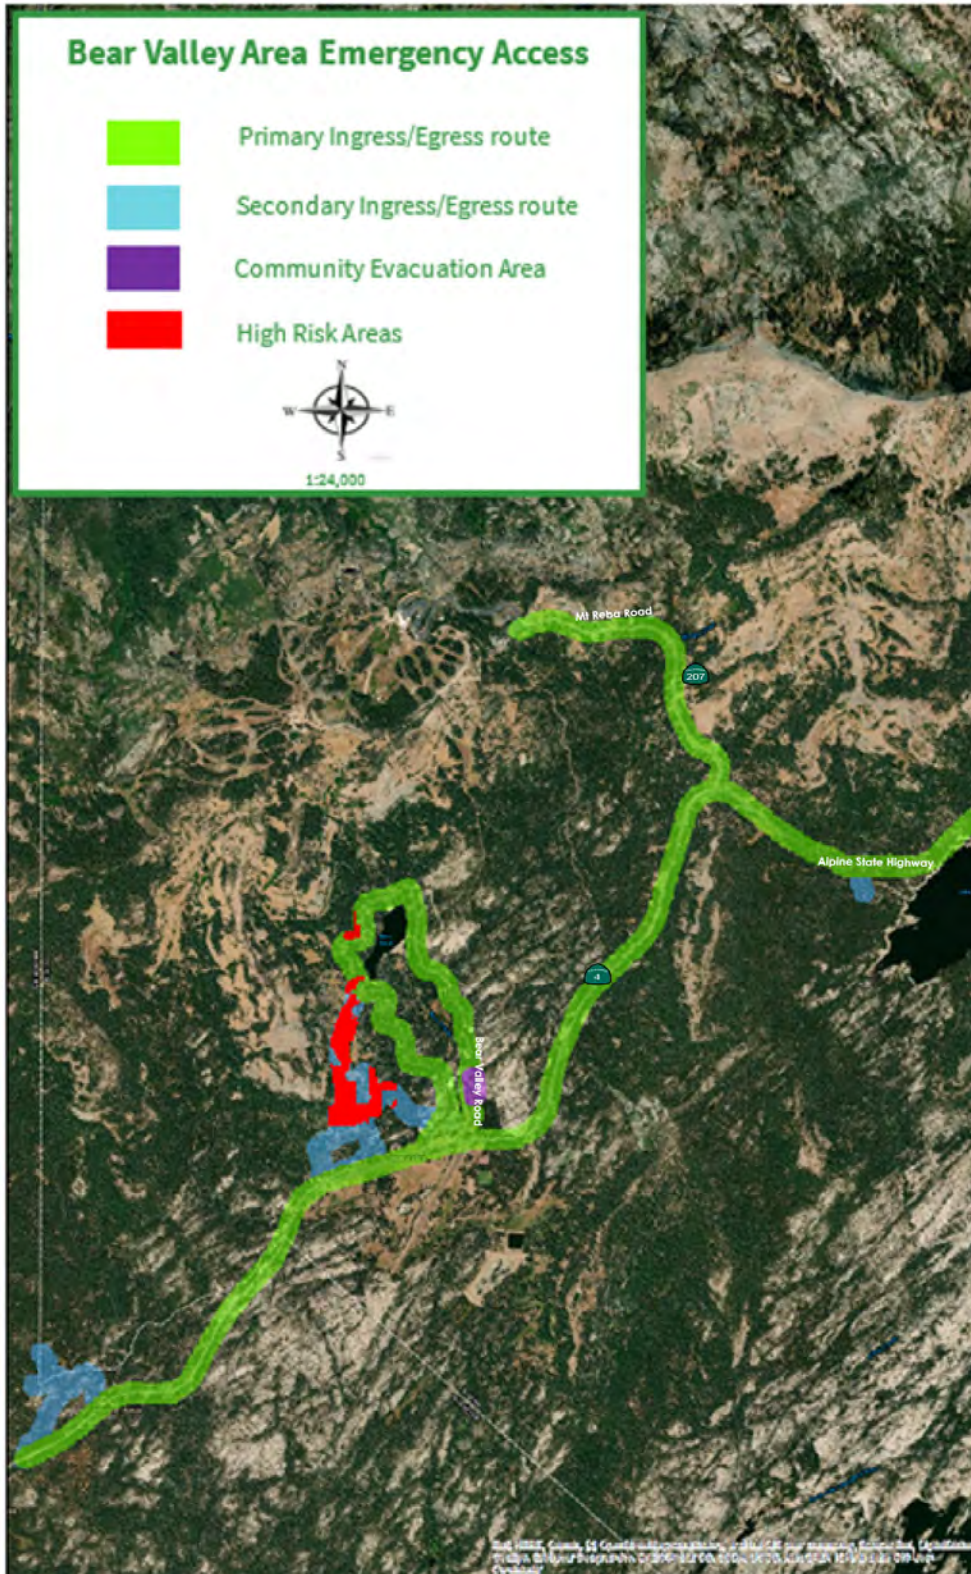 Bear Valley Area Emergency Access
Primary Ingress/Egress route
Secondary Ingress/Egress route
Community Evacuation Area
High Risk Areas
N
W
E
S
1:24,000
Mt Reba Road
207
Alpine State Highway
4
Bear Valley Road